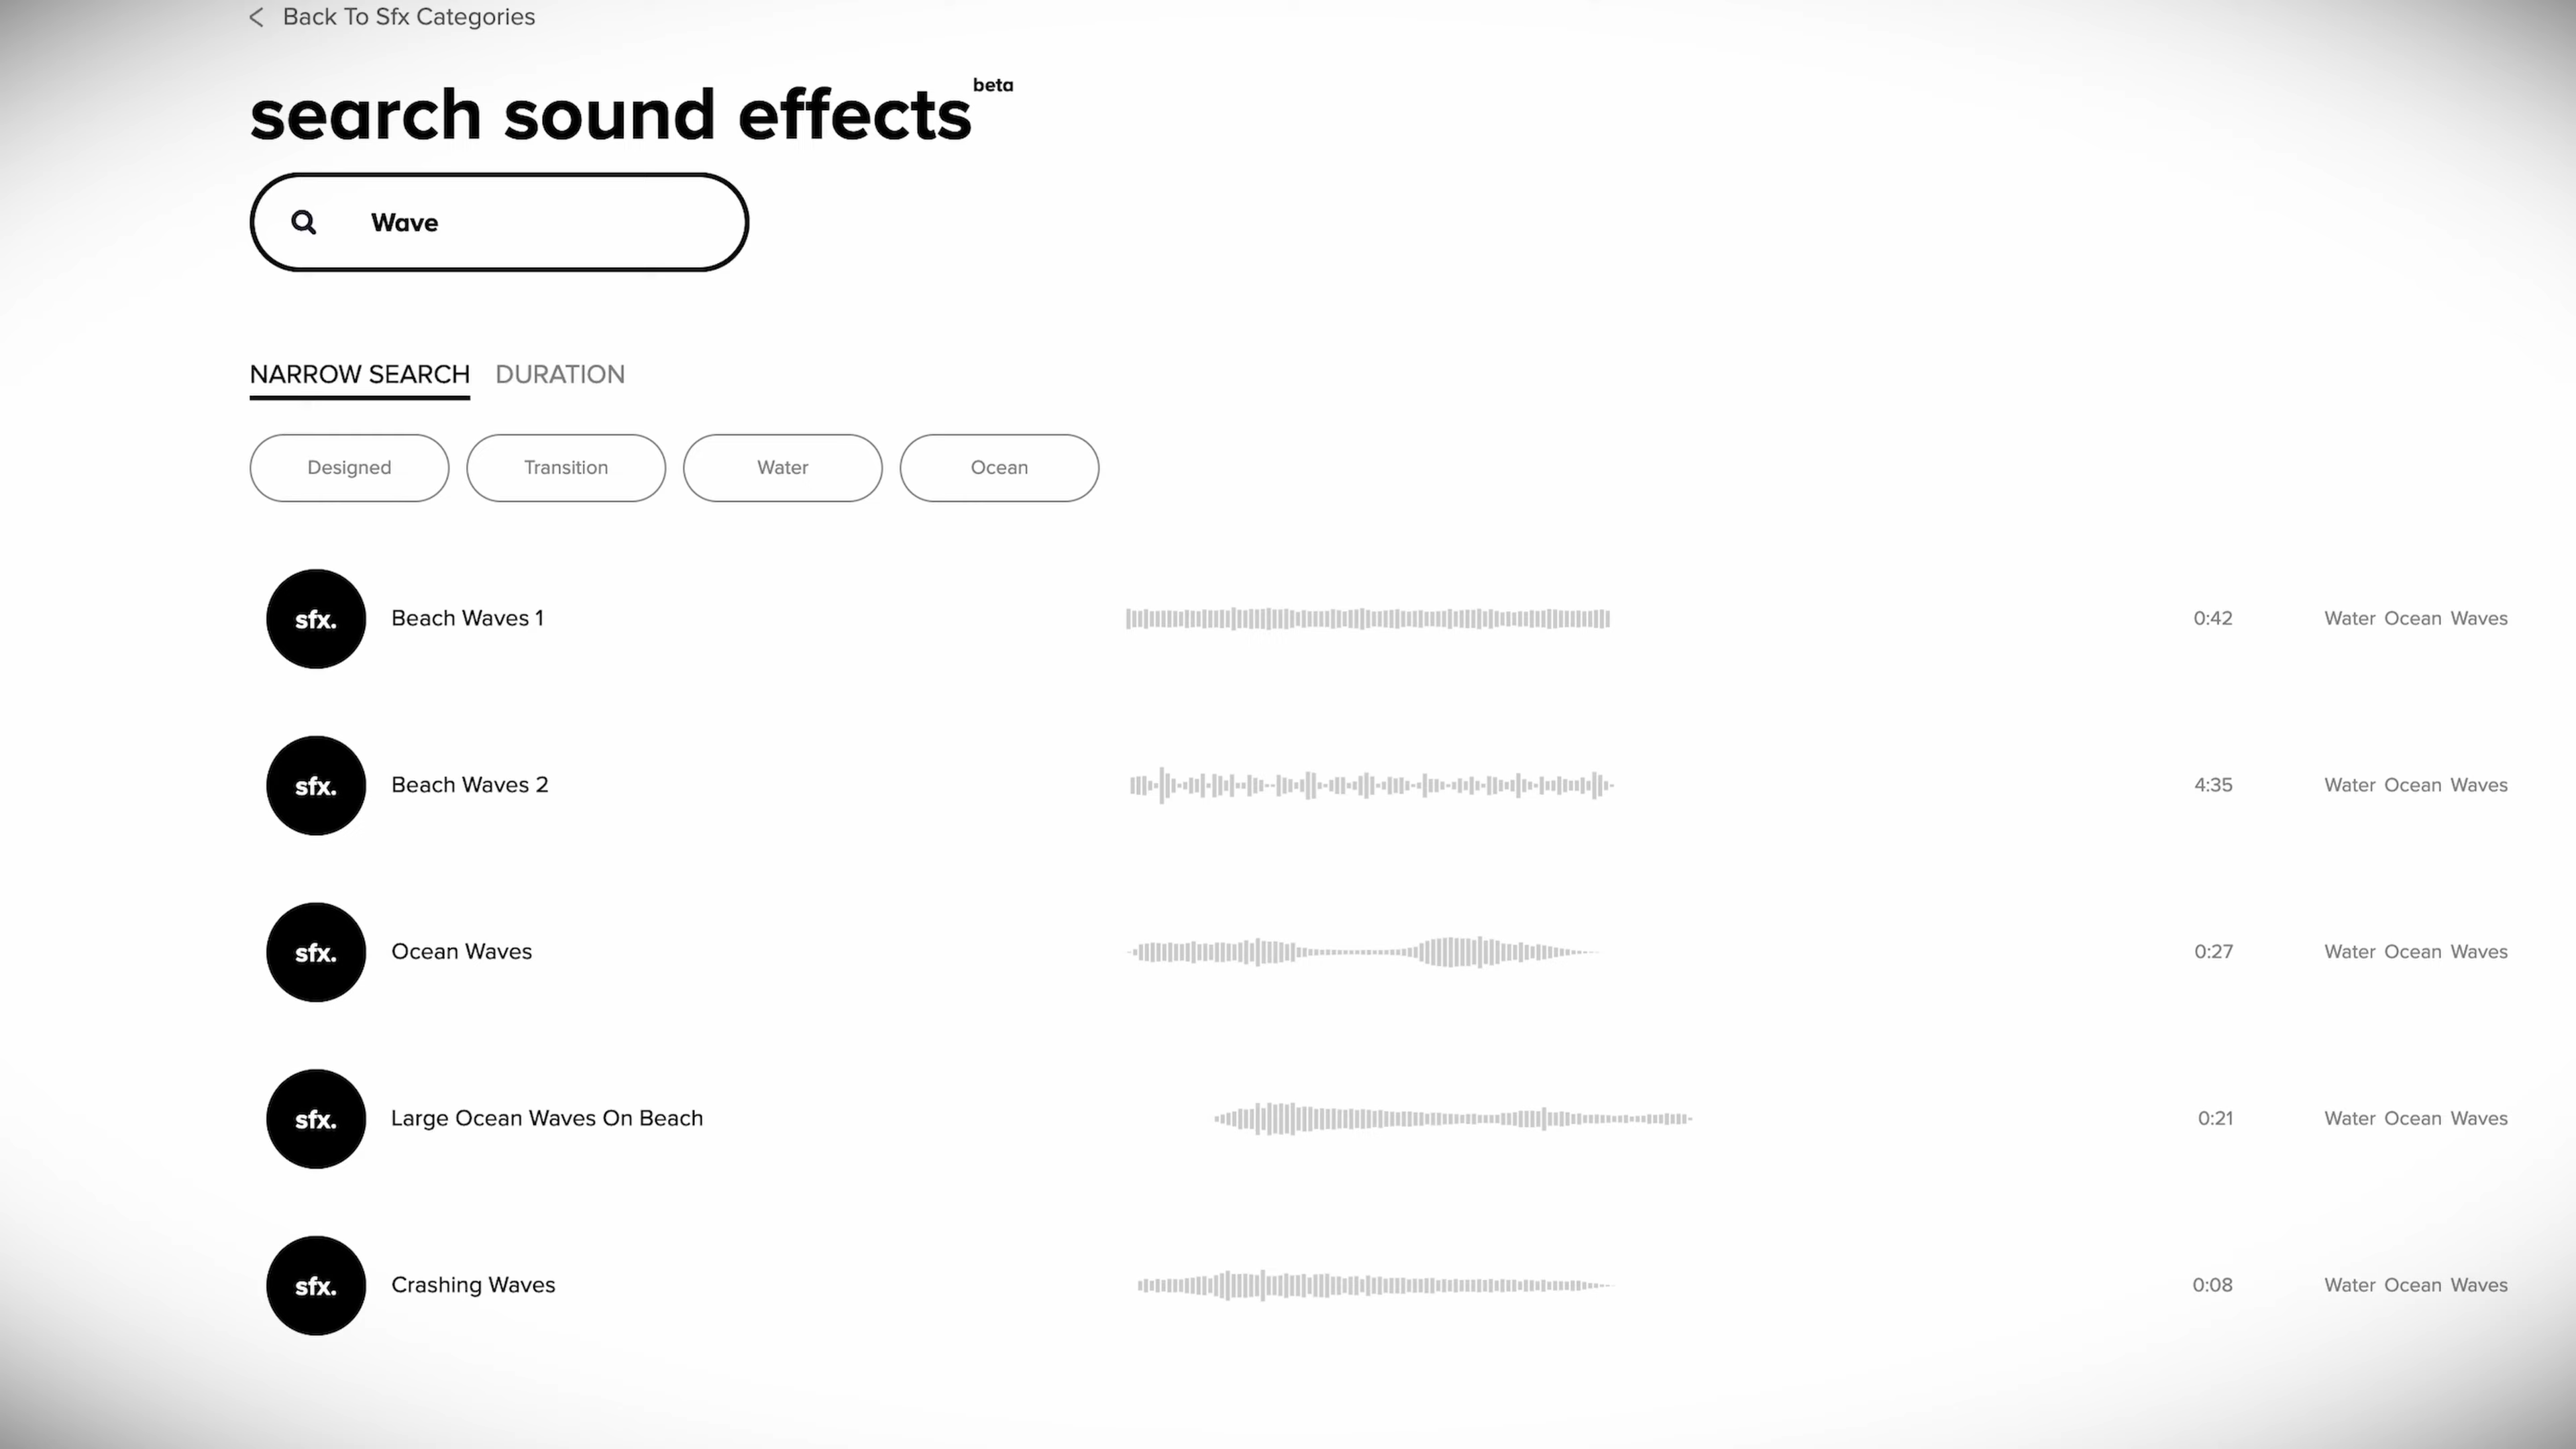 Back To Sfx Categories
search sound effects beta
Wave
NARROW SEARCH DURATION
Designed Transition Water Ocean
sfx. Beach Waves 1 0:42 Water Ocean Waves
sfx. Beach Waves 2 4:35 Water Ocean Waves
sfx. Ocean Waves 0:27 Water Ocean Waves
sfx. Large Ocean Waves On Beach 0:21 Water Ocean Waves
sfx. Crashing Waves 0:08 Water Ocean Waves